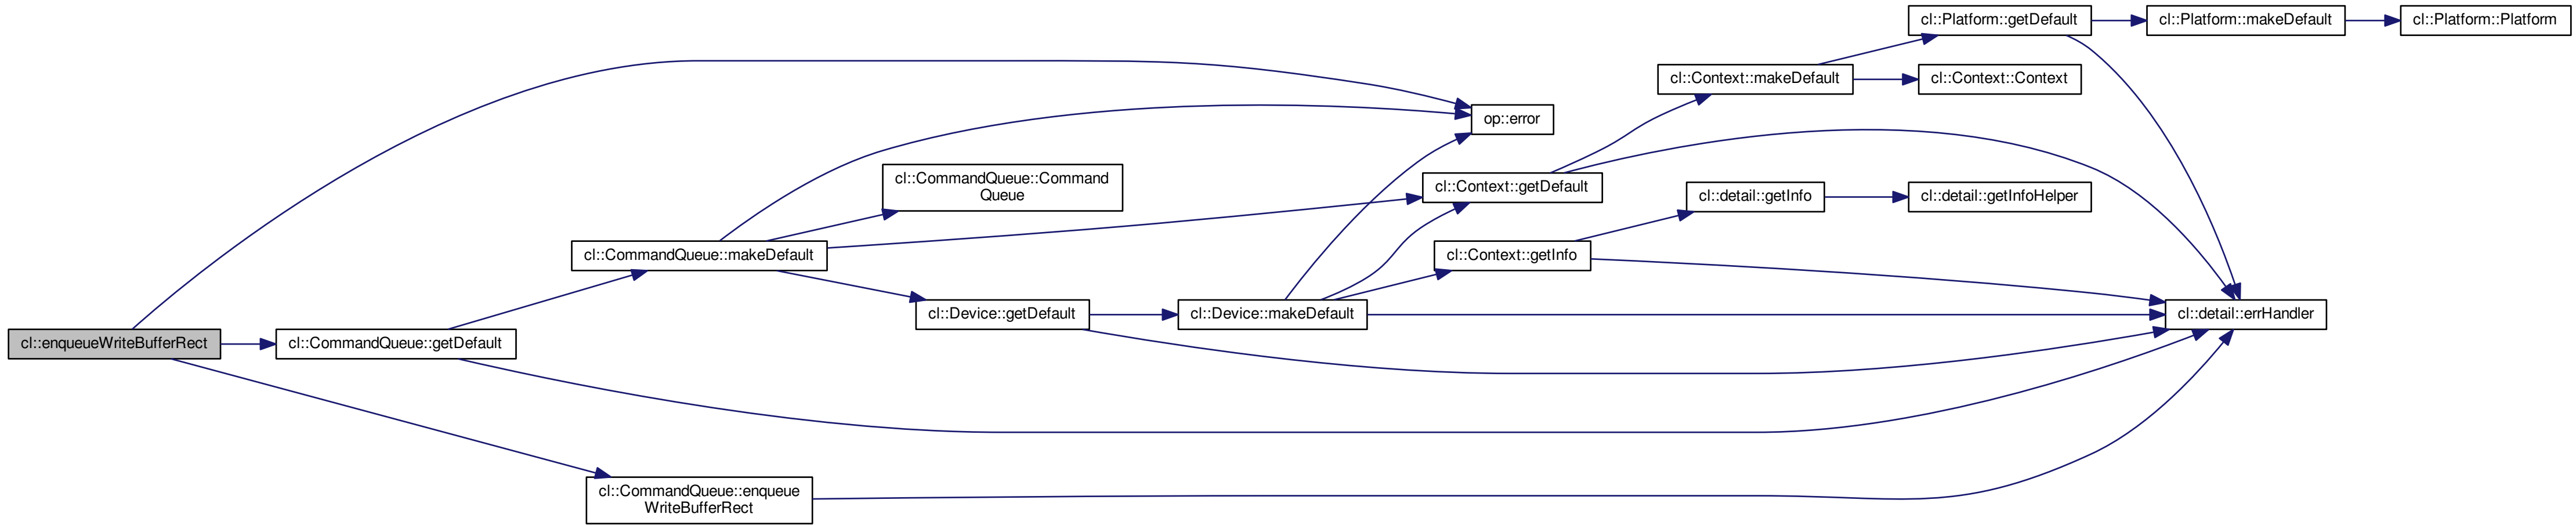 cl::Platform::getDefault
cl::Platform::makeDefault
cl::Platform::Platform
cl::Context::makeDefault
cl::Context::Context
op::error
cl::CommandQueue::Command
Queue
cl::Context::getDefault
cl::detail::getInfo
cl::detail::getInfoHelper
cl::CommandQueue::makeDefault
cl::Context::getInfo
cl::Device::getDefault
cl::Device::makeDefault
cl::detail::errHandler
cl::enqueueWriteBufferRect
cl::CommandQueue::getDefault
cl::CommandQueue::enqueue
WriteBufferRect